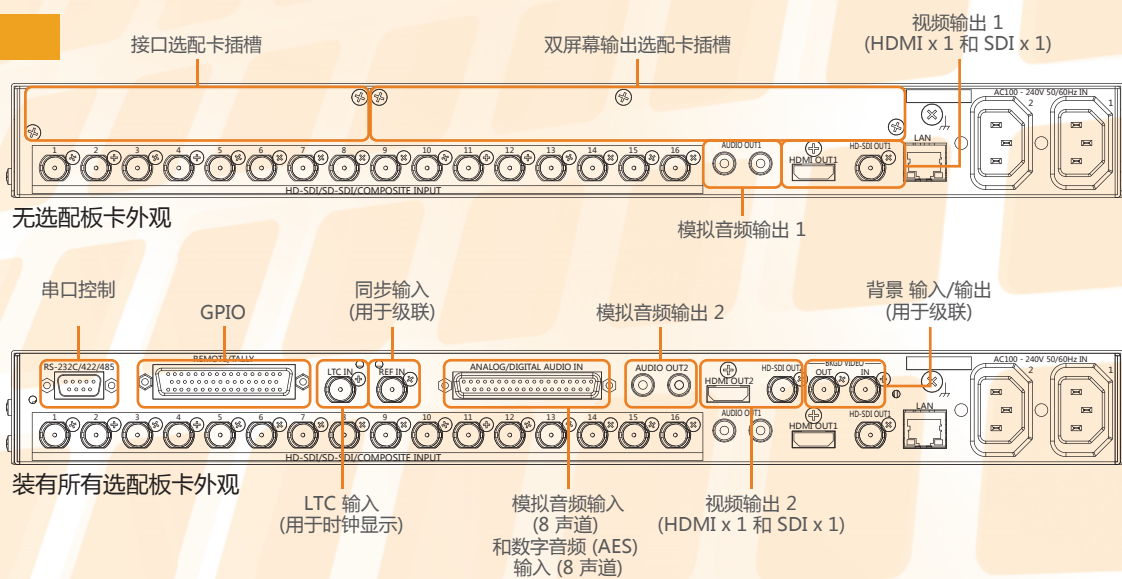 接口选配卡插槽
双屏幕输出选配卡插槽
视频输出 1
(HDMI x 1 和 SDI x 1)
AC100 - 240V 50/60Hz IN
2
1
LAN
1 2 3 4 5 6 7 8 9 10 11 12 13 14 15 16
AUDIO OUT1
HDMI OUT1
HD-SDI OUT1
HD-SDI/SD-SDI/COMPOSITE INPUT
无选配板卡外观
模拟音频输出 1
串口控制
GPIO
同步输入
(用于级联)
模拟音频输出 2
背景 输入/输出
(用于级联)
RS-232C/422/485
REMOTE/TALLY
LTC IN
REF IN
ANALOG/DIGITAL AUDIO IN
AUDIO OUT2
HDMI OUT2
HD-SDI OUT2
BKGD VIDEO
OUT
IN
AC100 - 240V 50/60Hz IN
2
1
LAN
1 2 3 4 5 6 7 8 9 10 11 12 13 14 15 16
AUDIO OUT1
HDMI OUT1
HD-SDI OUT1
HD-SDI/SD-SDI/COMPOSITE INPUT
装有所有选配板卡外观
LTC 输入
(用于时钟显示)
模拟音频输入
(8 声道)
和数字音频 (AES)
输入 (8 声道)
视频输出 2
(HDMI x 1 和 SDI x 1)